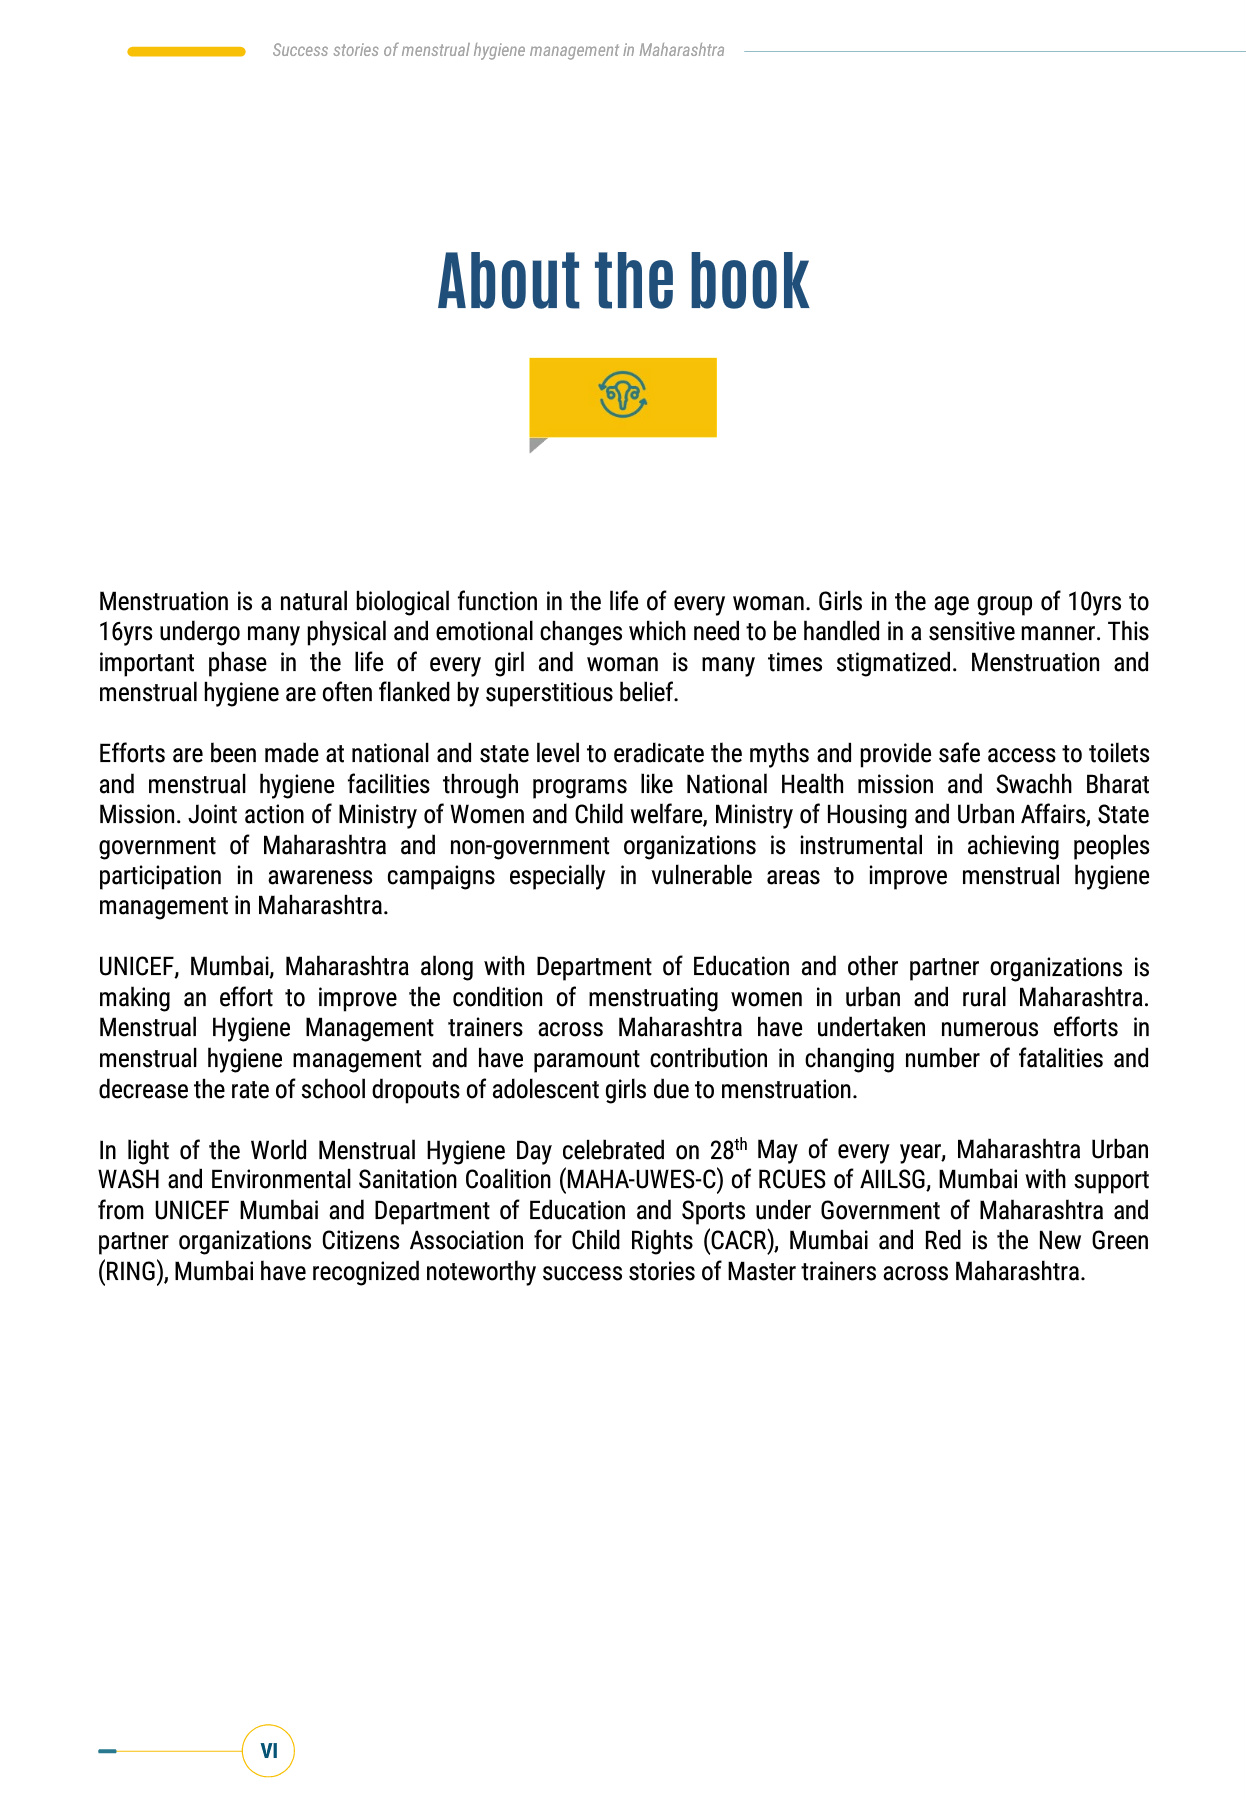 Success stories of menstrual hygiene management in Maharashtra
About the book
Menstruation is a natural biological function in the life of every woman. Girls in the age group of 10yrs to
16yrs undergo many physical and emotional changes which need to be handled in a sensitive manner. This
important phase in the life of every girl and woman is many times stigmatized. Menstruation and
menstrual hygiene are often flanked by superstitious belief.
Efforts are been made at national and state level to eradicate the myths and provide safe access to toilets
and menstrual hygiene facilities through programs like National Health mission and Swachh Bharat
Mission. Joint action of Ministry of Women and Child welfare, Ministry of Housing and Urban Affairs, State
government of Maharashtra and non-government organizations is instrumental in achieving peoples
participation in awareness campaigns especially in vulnerable areas to improve menstrual hygiene
management in Maharashtra.
UNICEF, Mumbai, Maharashtra along with Department of Education and other partner organizations is
making an effort to improve the condition of menstruating women in urban and rural Maharashtra.
Menstrual Hygiene Management trainers across Maharashtra have undertaken numerous efforts in
menstrual hygiene management and have paramount contribution in changing number of fatalities and
decrease the rate of school dropouts of adolescent girls due to menstruation.
In light of the World Menstrual Hygiene Day celebrated on 28th May of every year, Maharashtra Urban
WASH and Environmental Sanitation Coalition (MAHA-UWES-C) of RCUES of AIILSG, Mumbai with support
from UNICEF Mumbai and Department of Education and Sports under Government of Maharashtra and
partner organizations Citizens Association for Child Rights (CACR), Mumbai and Red is the New Green
(RING), Mumbai have recognized noteworthy success stories of Master trainers across Maharashtra.
VI